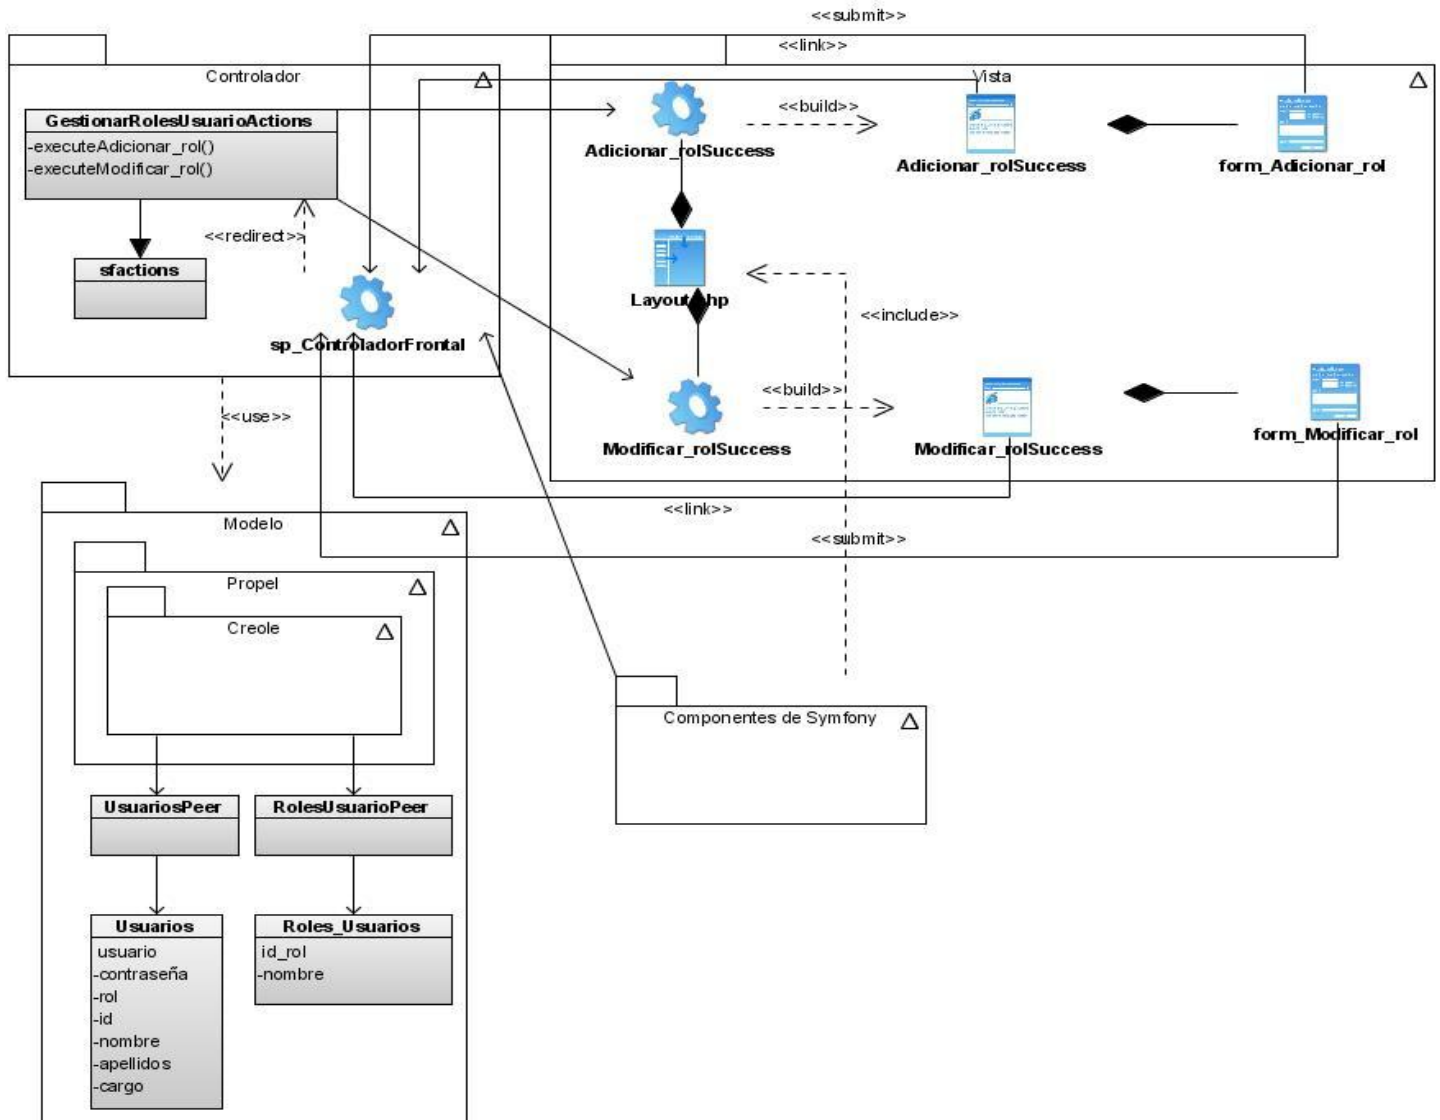 <<submit>>
<<link>>
Controlador
Vista
GestionarRolesUsuarioActions
-executeAdicionar_rol()
-executeModificar_rol()
<<build>>
Adicionar_rolSuccess
Adicionar_rolSuccess
form_Adicionar_rol
<<redirect>>
sfactions
Layout.php
<<include>>
sp_ControladorFrontal
<<build>>
<<use>>
Modificar_rolSuccess
Modificar_rolSuccess
form_Modificar_rol
<<link>>
<<submit>>
Modelo
Propel
Creole
Componentes de Symfony
UsuariosPeer
RolesUsuarioPeer
Usuarios
usuario
-contraseña
-rol
-id
-nombre
-apellidos
-cargo
Roles_Usuarios
id_rol
-nombre